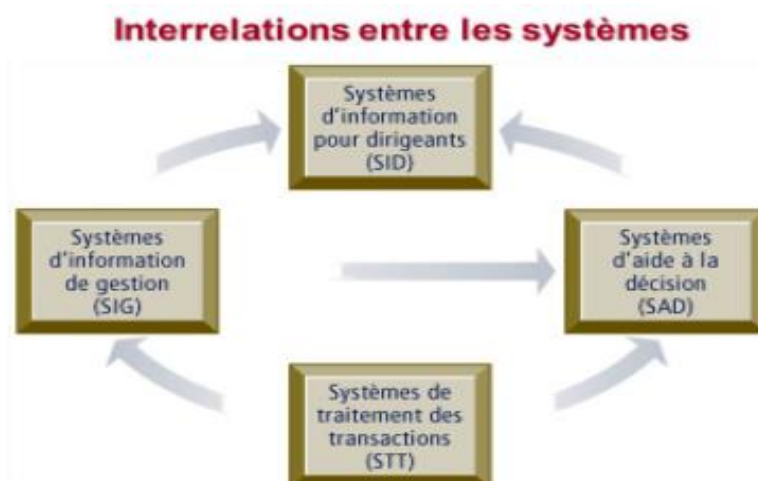 Interrelations entre les systèmes
Systèmes
d'information
pour dirigeants
(SID)
Systèmes
d'information
de gestion
(SIG)
Systèmes
d'aide à la
décision
(SAD)
Systèmes de
traitement des
transactions
(STT)